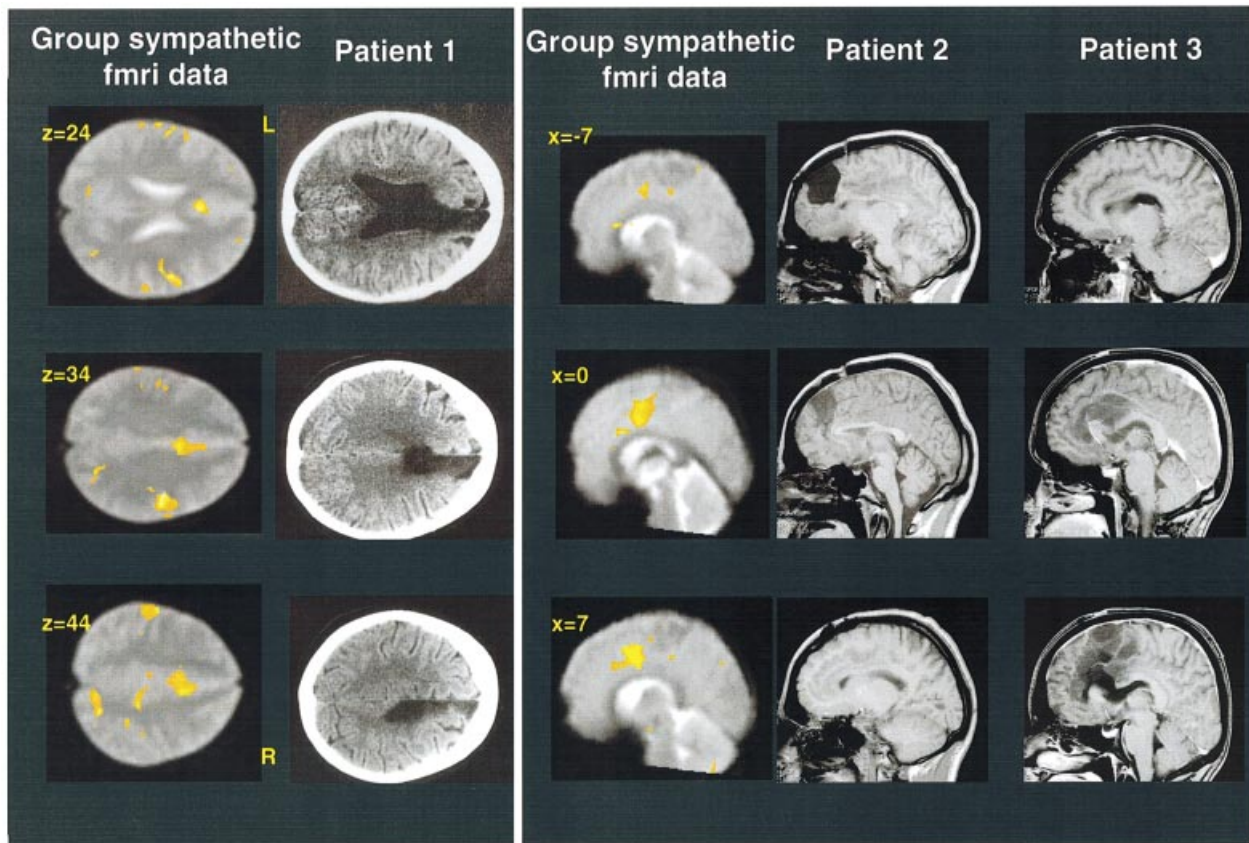 Group sympathetic
fmri data
Patient 1
z=24
L
z=34
z=44
R
Group sympathetic
fmri data
Patient 2
Patient 3
x=-7
x=0
x=7